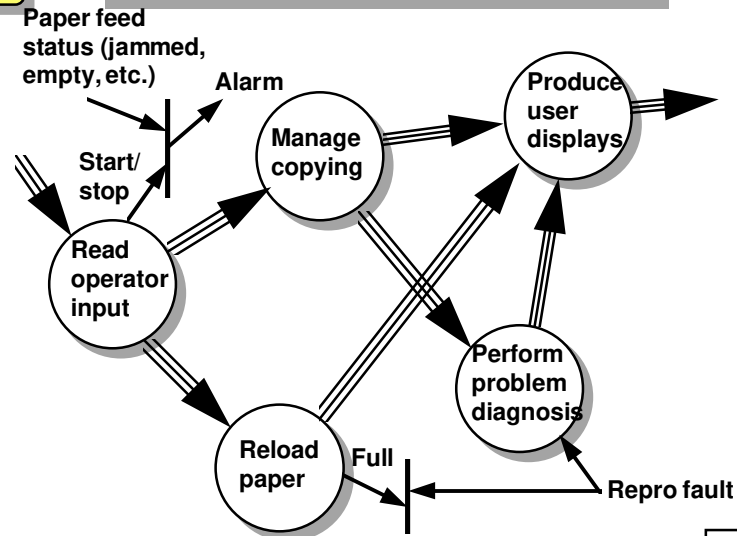 Paper feed
status (jammed,
empty, etc.)
Alarm
Start/
stop
Read
operator
input
Manage
copying
Produce
user
displays
Reload
paper
Full
Perform
problem
diagnosis
Repro fault